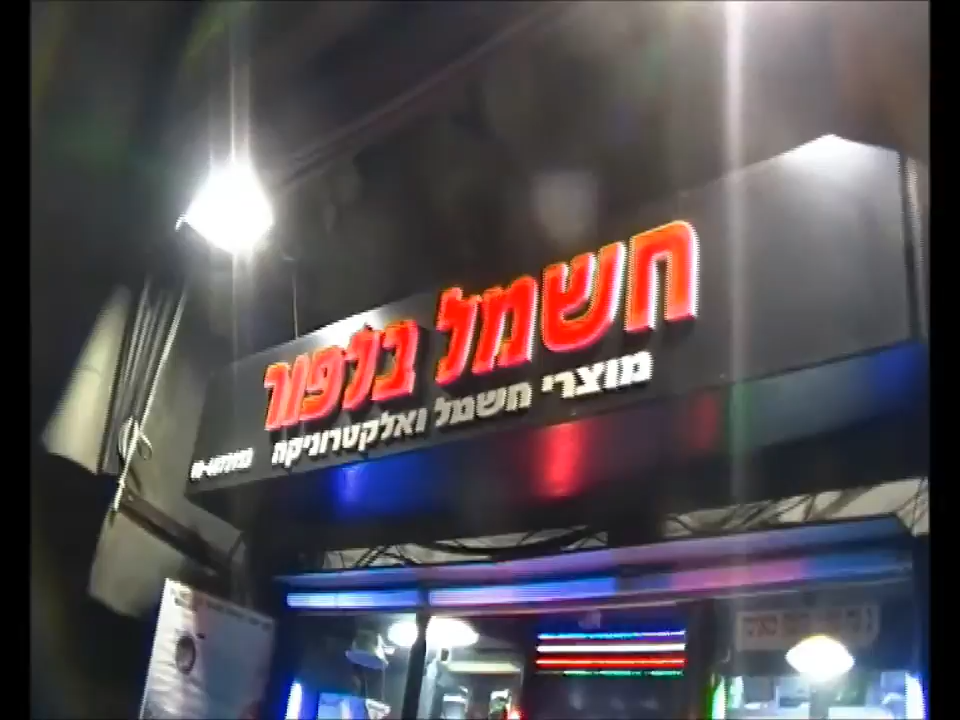 חשמל בלפור
מוצרי חשמל ואלקטרוניקה